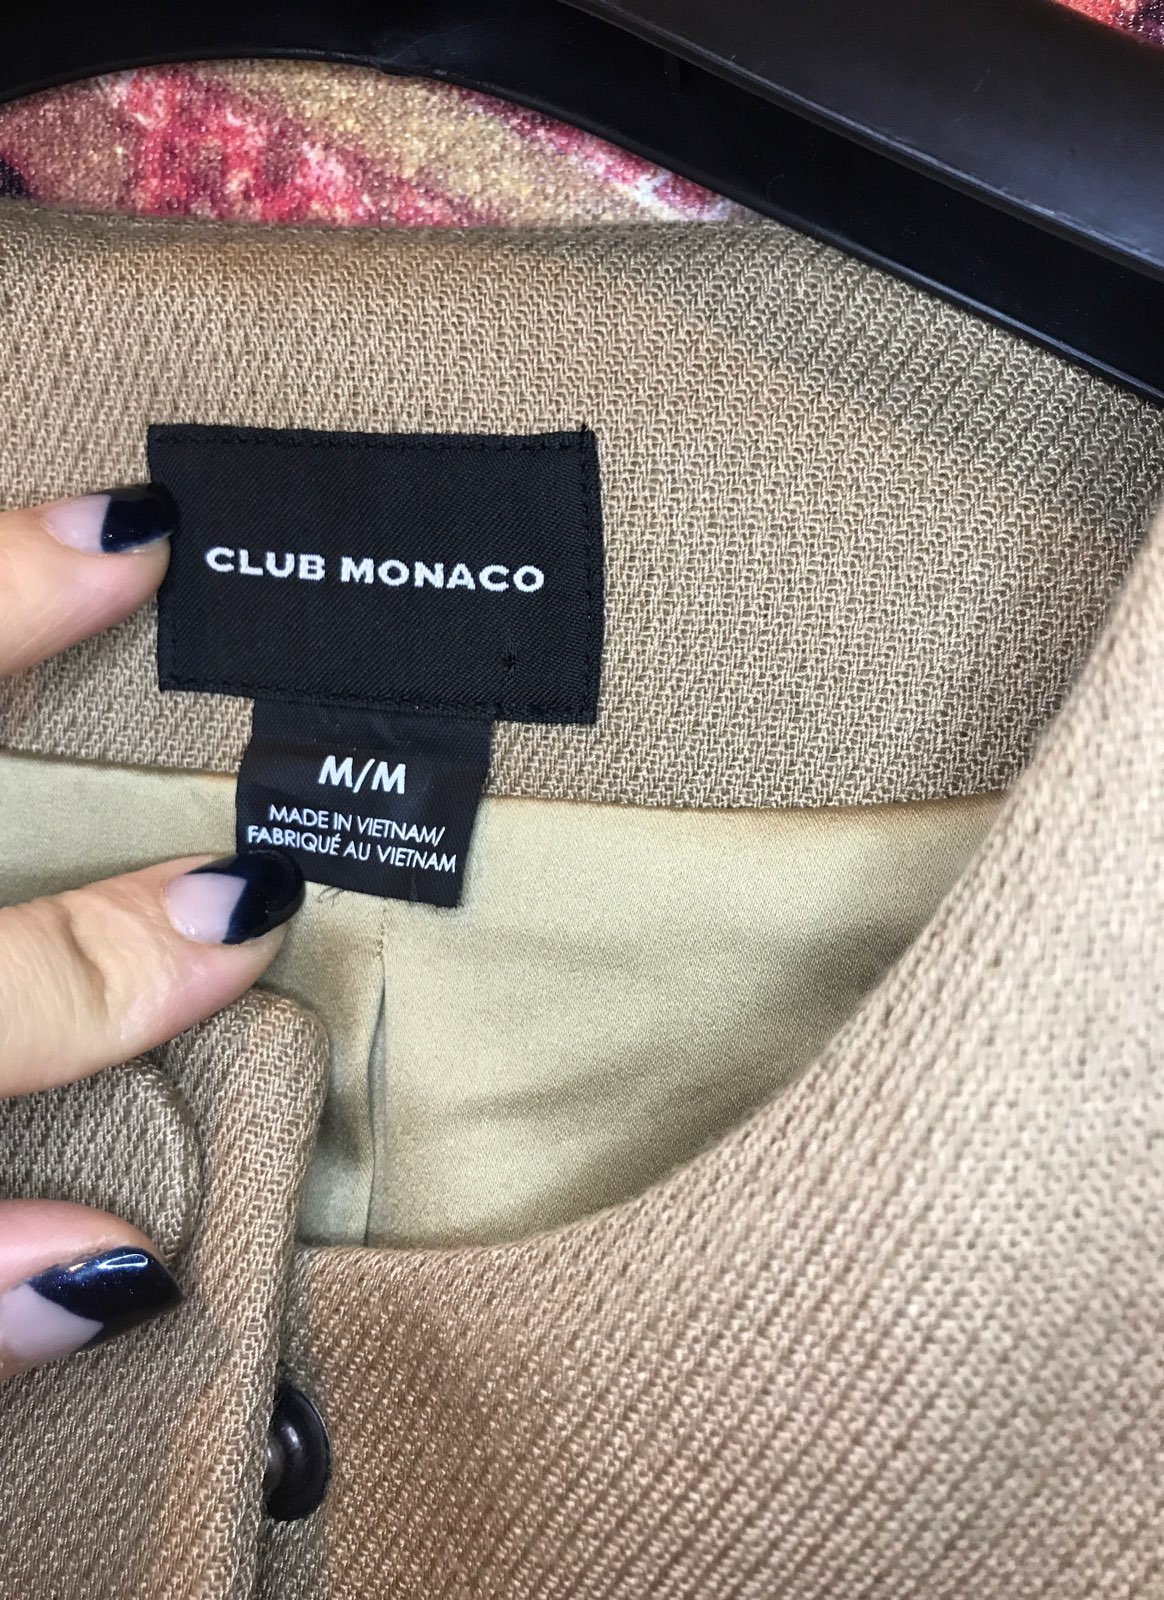 CLUB MONACO
M/M
MADE IN VIETNAM/
FABRIQUÉ AU VIETNAM